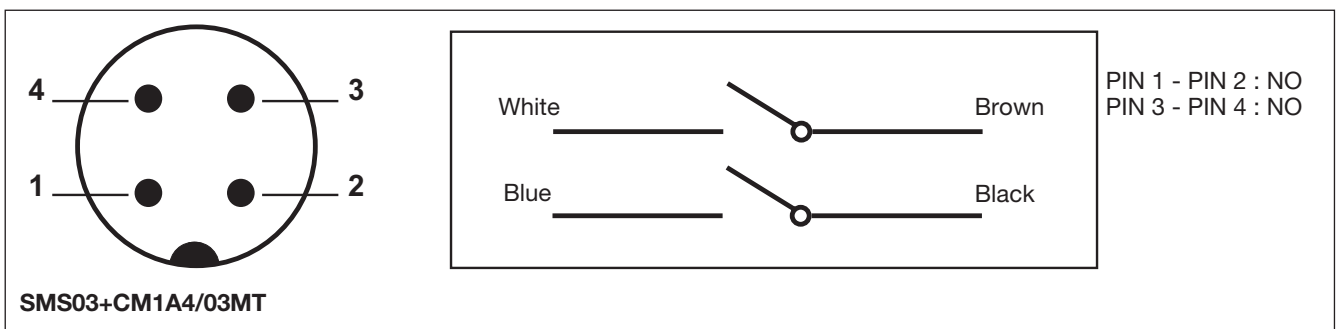 4 3
1 2
White Brown
Blue Black
PIN 1 - PIN 2 : NO
PIN 3 - PIN 4 : NO
SMS03+CM1A4/03MT